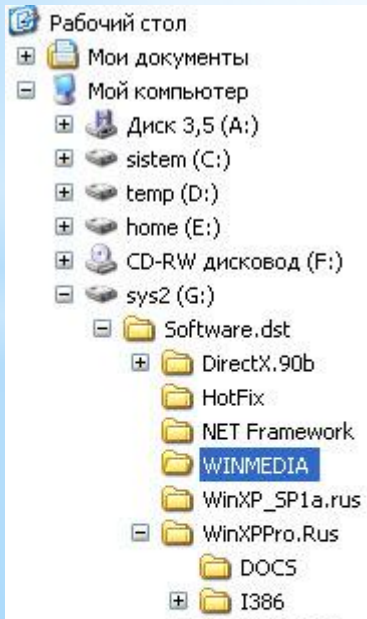 Рабочий стол
Мои документы
Мой компьютер
Диск 3,5 (A:)
sistem (C:)
temp (D:)
home (E:)
CD-RW дисковод (F:)
sys2 (G:)
Software.dst
DirectX.90b
HotFix
NET Framework
WINMEDIA
WinXP_SP1a.rus
WinXPPro.Rus
DOCS
I386